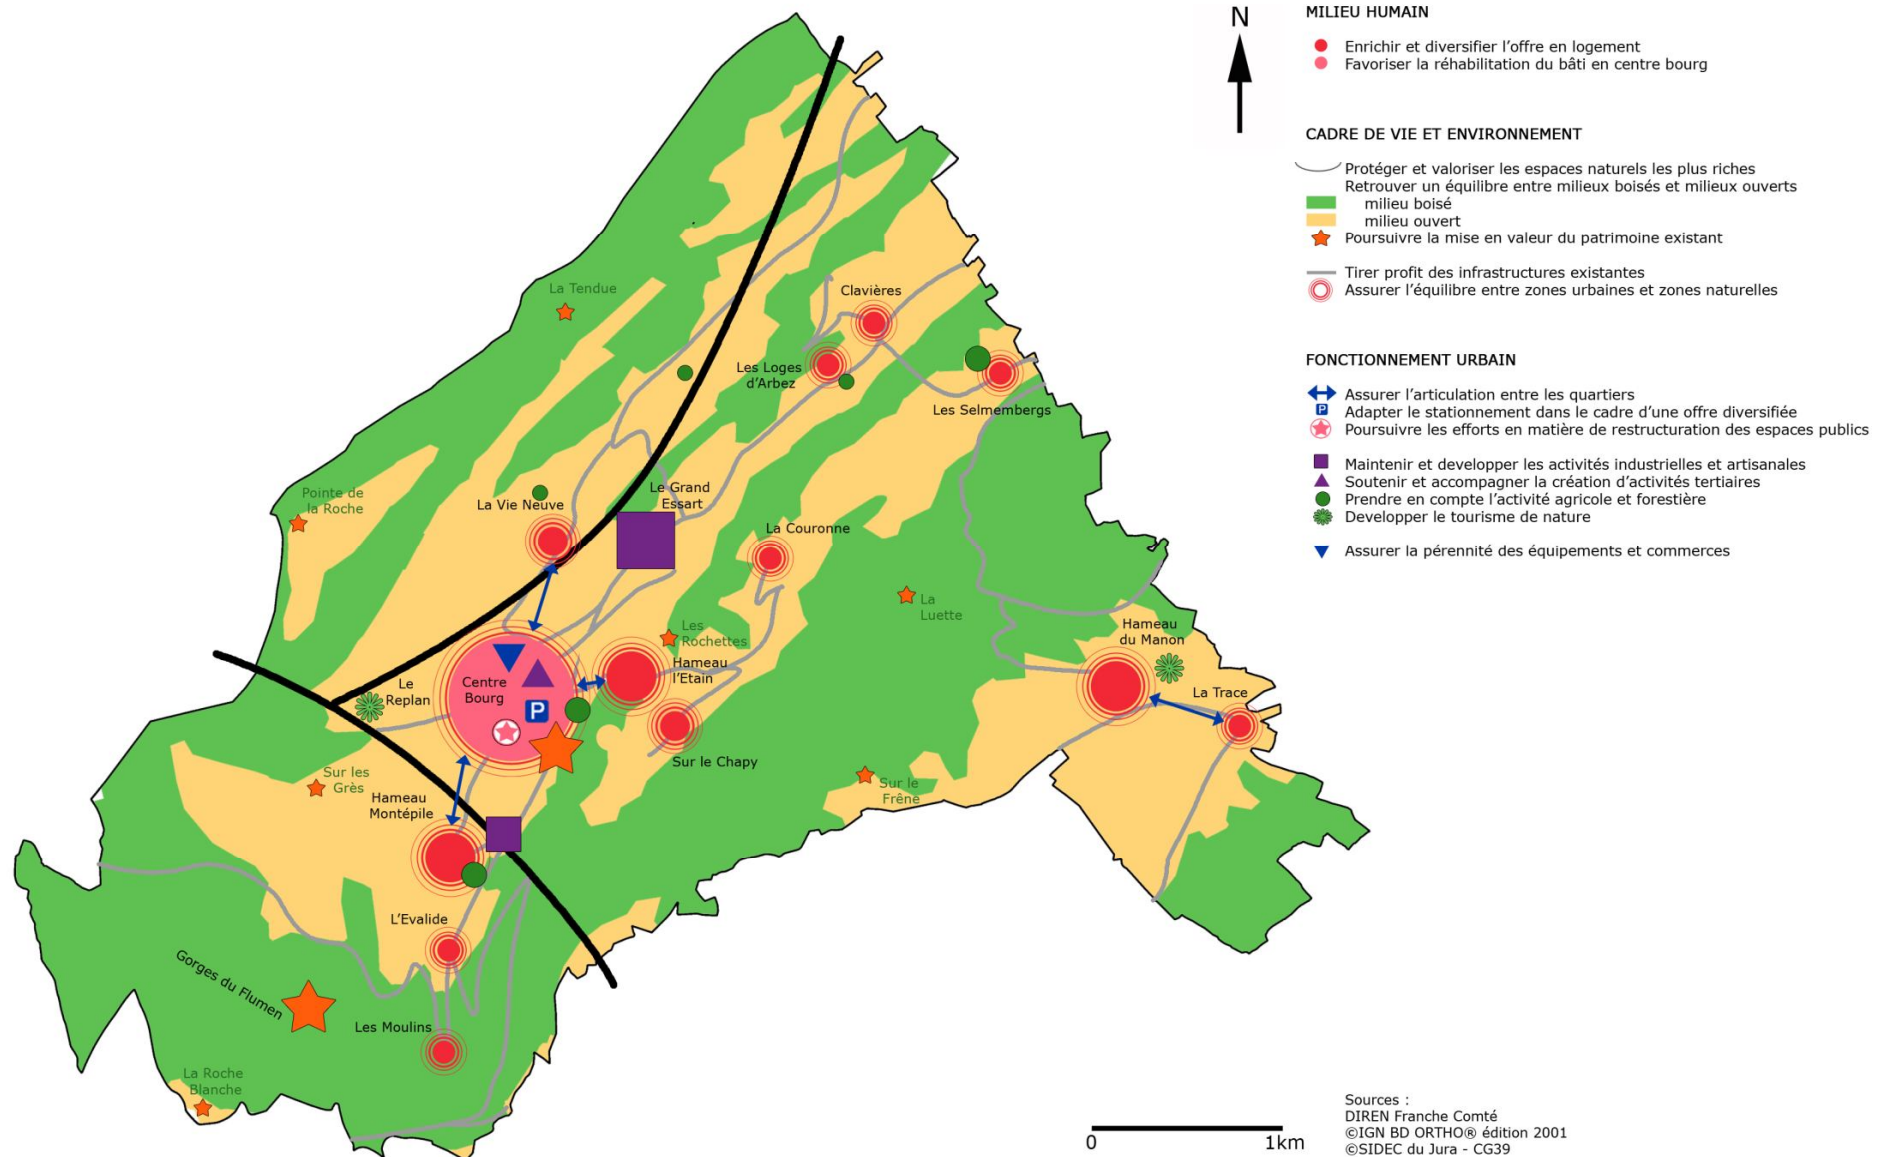 N
MILIEU HUMAIN
Enrichir et diversifier l'offre en logement
Favoriser la réhabilitation du bâti en centre bourg
CADRE DE VIE ET ENVIRONNEMENT
Protéger et valoriser les espaces naturels les plus riches
Retrouver un équilibre entre milieux boisés et milieux ouverts
milieu boisé
milieu ouvert
Poursuivre la mise en valeur du patrimoine existant
Tirer profit des infrastructures existantes
Assurer l'équilibre entre zones urbaines et zones naturelles
FONCTIONNEMENT URBAIN
Assurer l'articulation entre les quartiers
P
Adapter le stationnement dans le cadre d'une offre diversifiée
Poursuivre les efforts en matière de restructuration des espaces publics
Maintenir et developper les activités industrielles et artisanales
Soutenir et accompagner la création d'activités tertiaires
Prendre en compte l'activité agricole et forestière
Developper le tourisme de nature
Assurer la pérennité des équipements et commerces
La Tendue
Clavières
Les Loges
d'Arbez
Les Selmembergs
Pointe de
la Roche
La Vie Neuve
Le Grand
Essart
La Couronne
La
Luette
Les
Rochettes
Hameau
du Manon
Hameau
l'Etain
Le
Replan
Centre
Bourg
P
La Trace
Sur le Chapy
Sur les
Grès
Hameau
Montépile
Sur le
Frêne
L'Evalide
Gorges du Flumen
Les Moulins
La Roche
Blanche
0
1km
Sources :
DIREN Franche Comté
©IGN BD ORTHO® édition 2001
©SIDEC du Jura - CG39